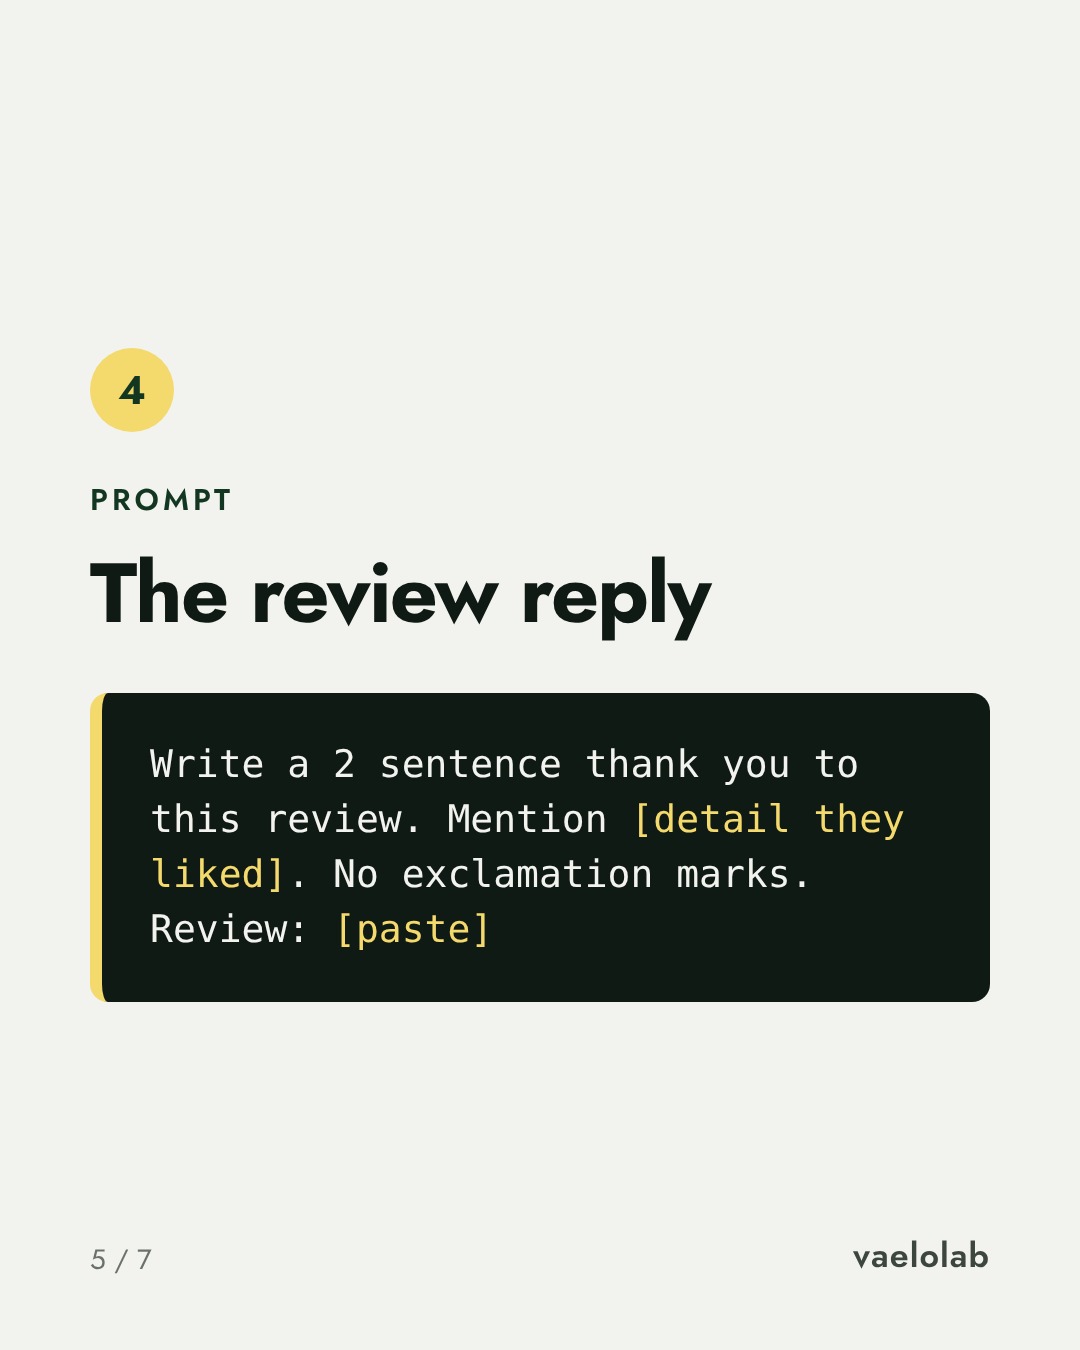 4
PROMPT
The review reply
Write a 2 sentence thank you to
this review. Mention [detail they
liked]. No exclamation marks.
Review: [paste]
5 / 7
vaelolab